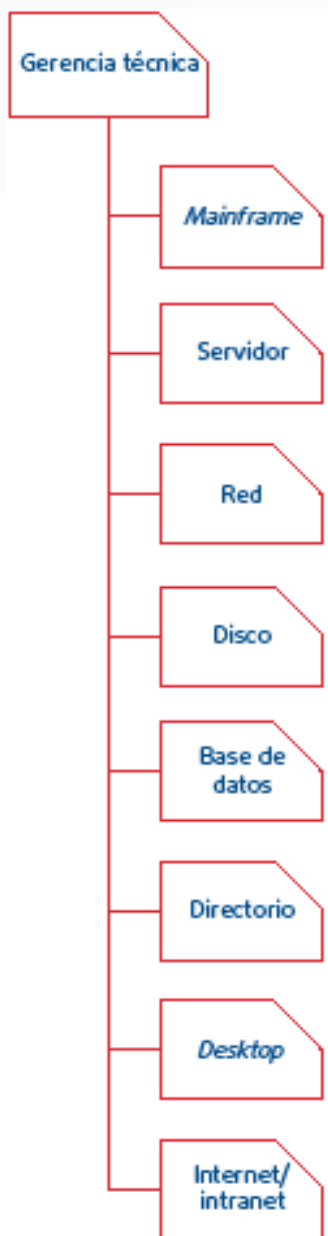 Gerencia técnica
Mainframe
Servidor
Red
Disco
Base de
datos
Directorio
Desktop
Internet/
intranet